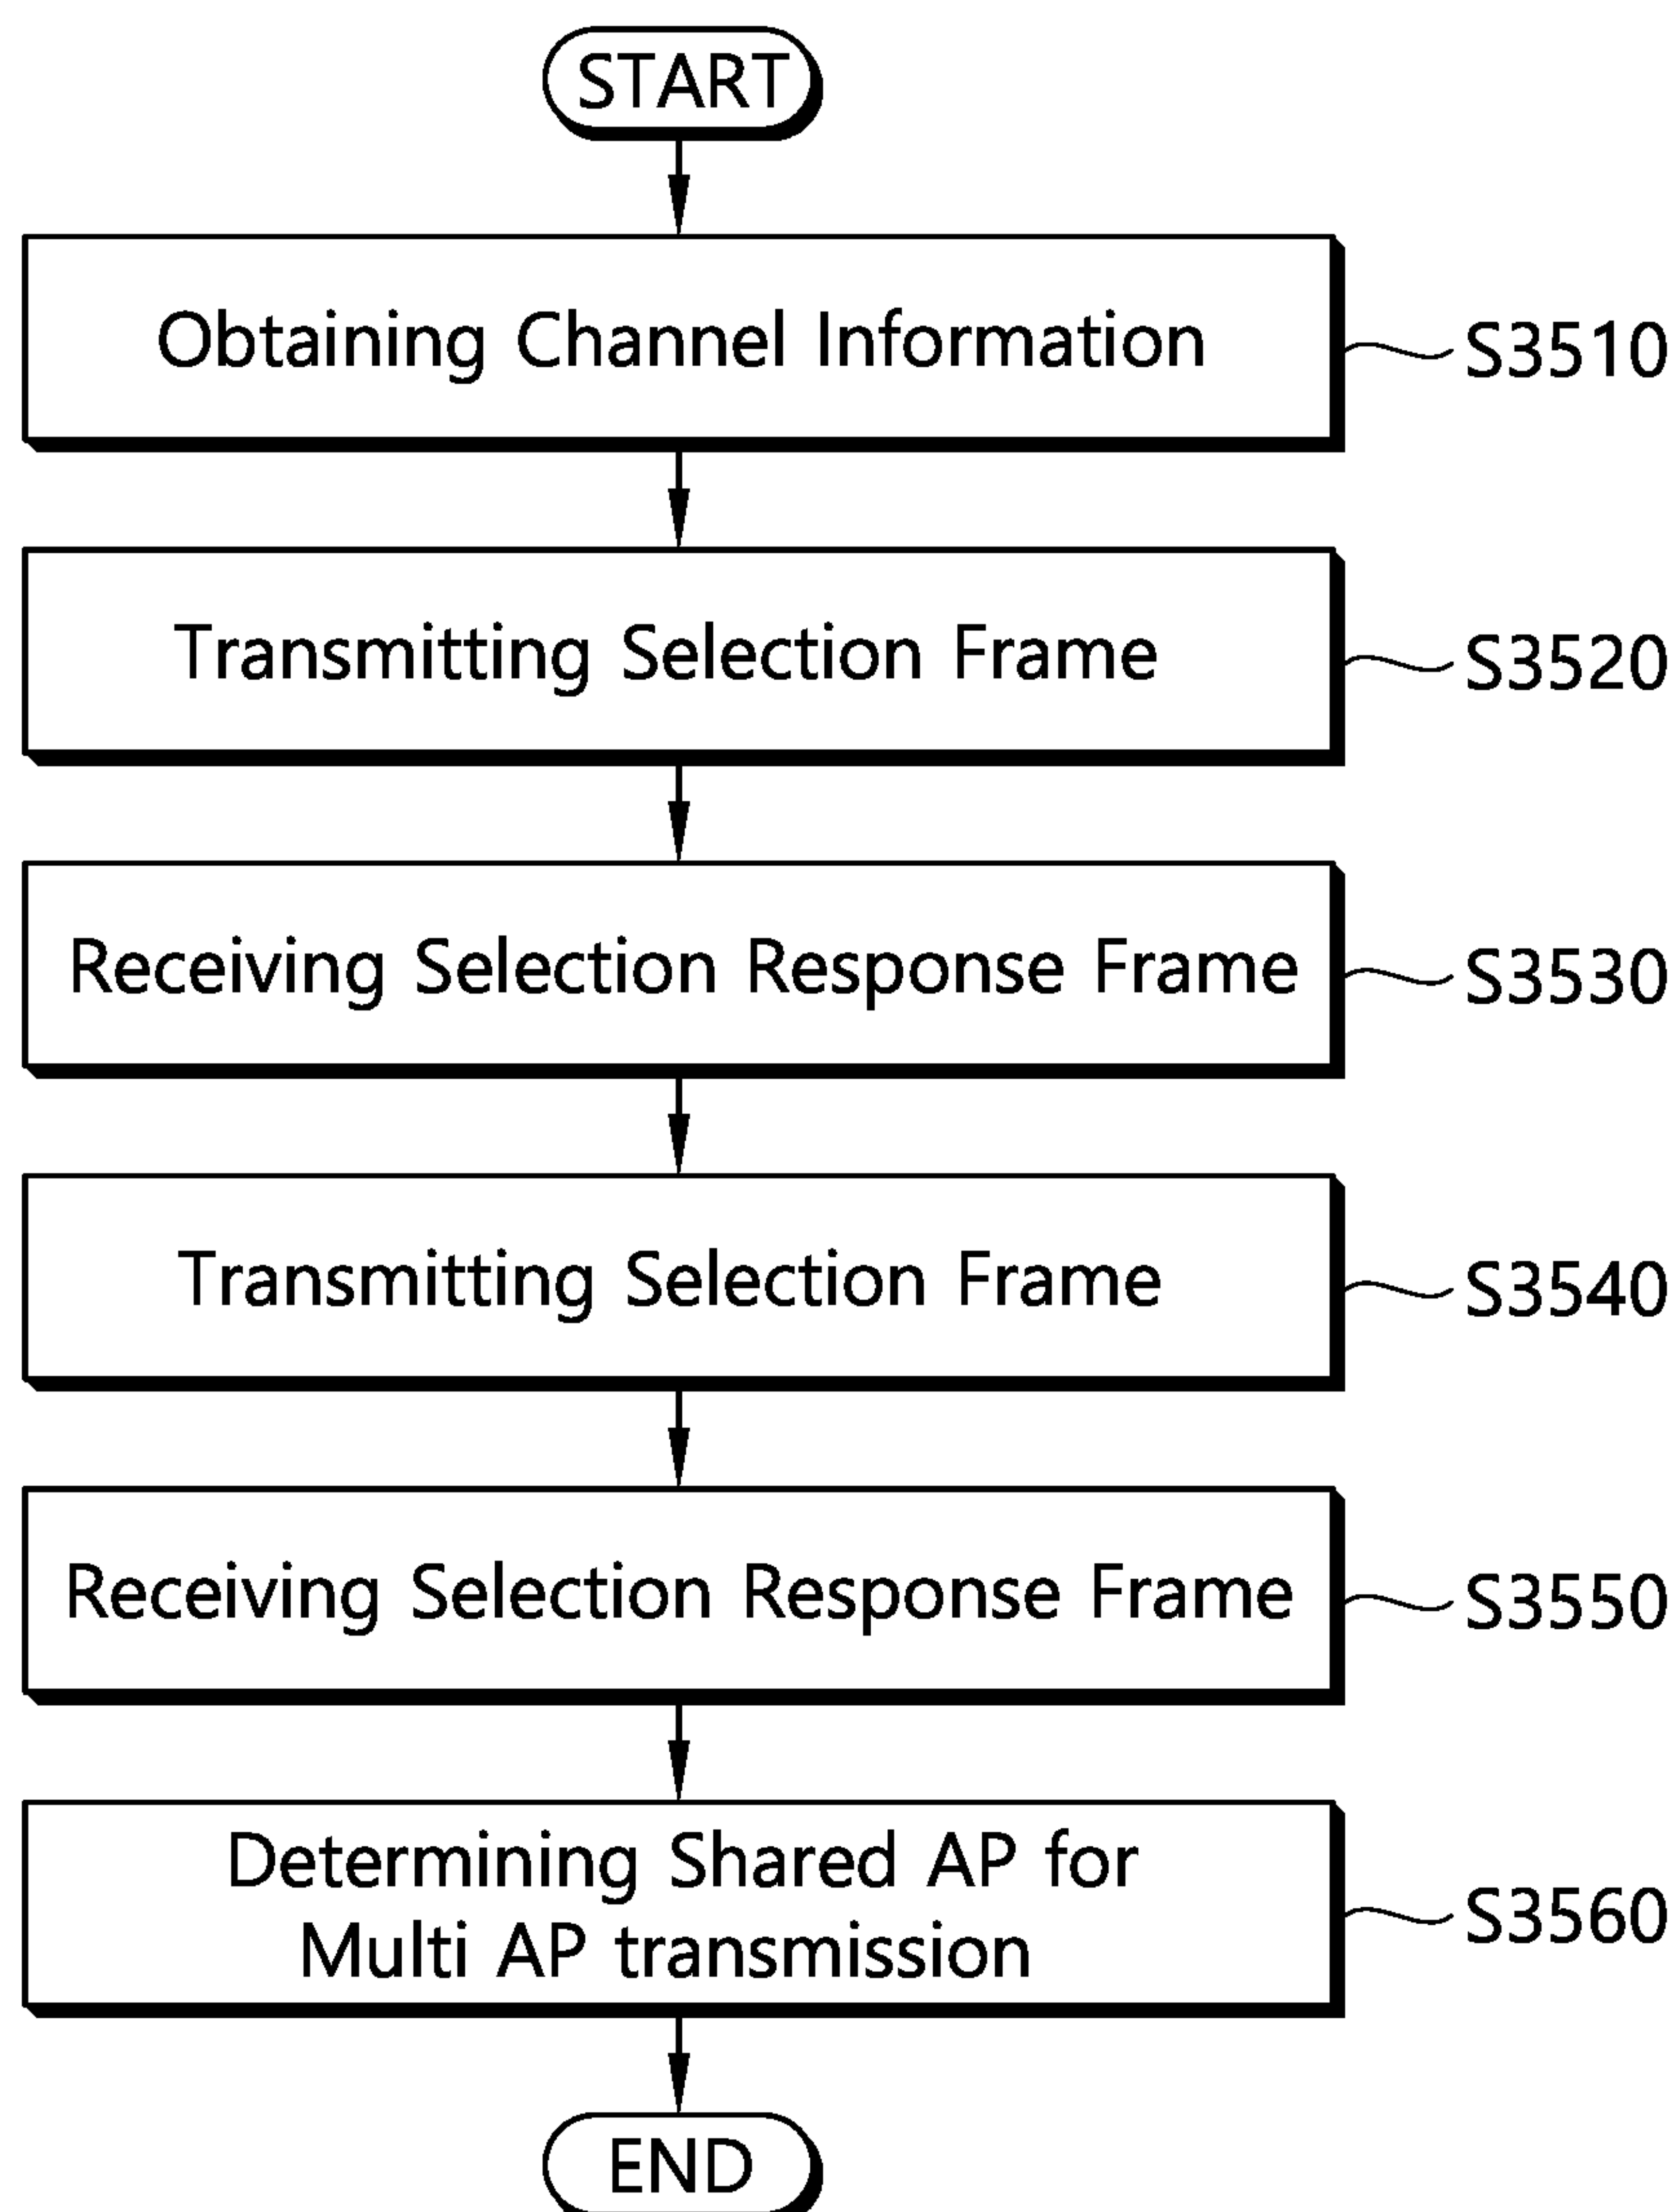 START
Obtaining Channel Information
S3510
Transmitting Selection Frame
S3520
Receiving Selection Response Frame
S3530
Transmitting Selection Frame
S3540
Receiving Selection Response Frame
S3550
Determining Shared AP for
Multi AP transmission
S3560
END